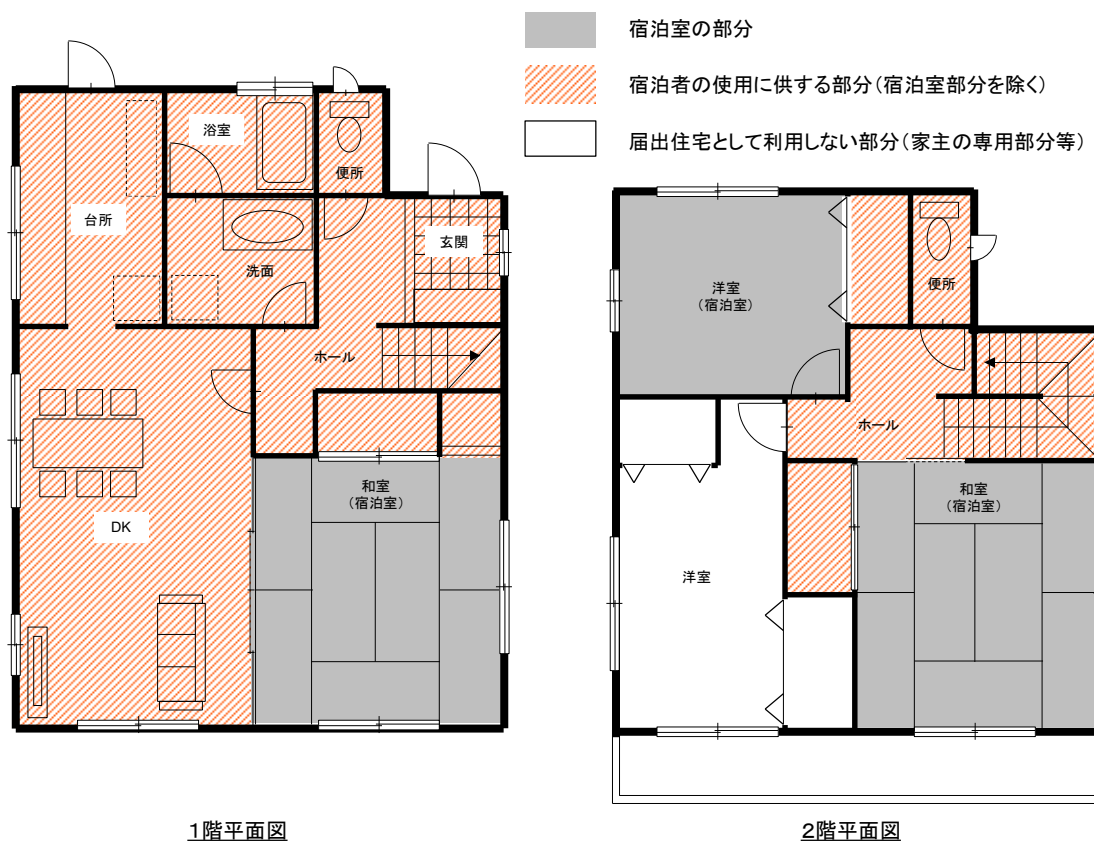 宿泊室の部分
宿泊者の使用に供する部分(宿泊室部分を除く)
届出住宅として利用しない部分(家主の専用部分等)
浴室
便所
台所
玄関
洗面
ホール
和室
(宿泊室)
DK
1階平面図
洋室
(宿泊室)
便所
ホール
和室
(宿泊室)
洋室
2階平面図